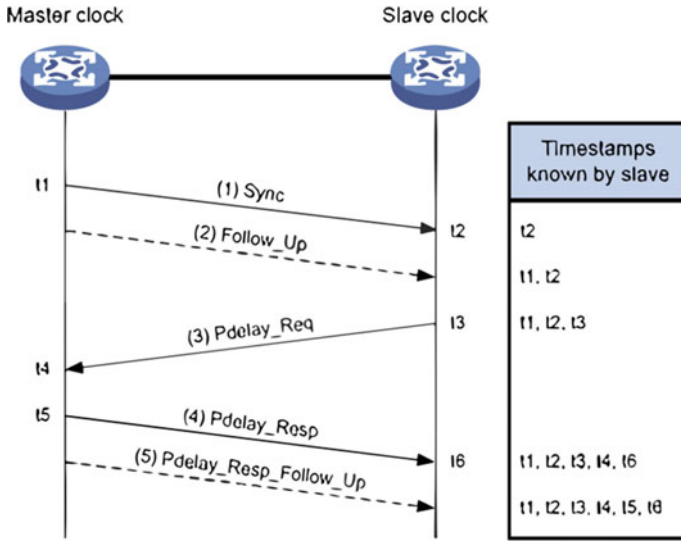 Master clock
Slave clock
Timestamps
known by slave
t1
(1) Sync
t2
t2
(2) Follow_Up
t1, t2
t3
t1, t2, t3
(3) Pdelay_Req
t4
t5
(4) Pdelay_Resp
t6
t1, t2, t3, t4, t6
(5) Pdelay_Resp_Follow_Up
t1, t2, t3, t4, t5, t6